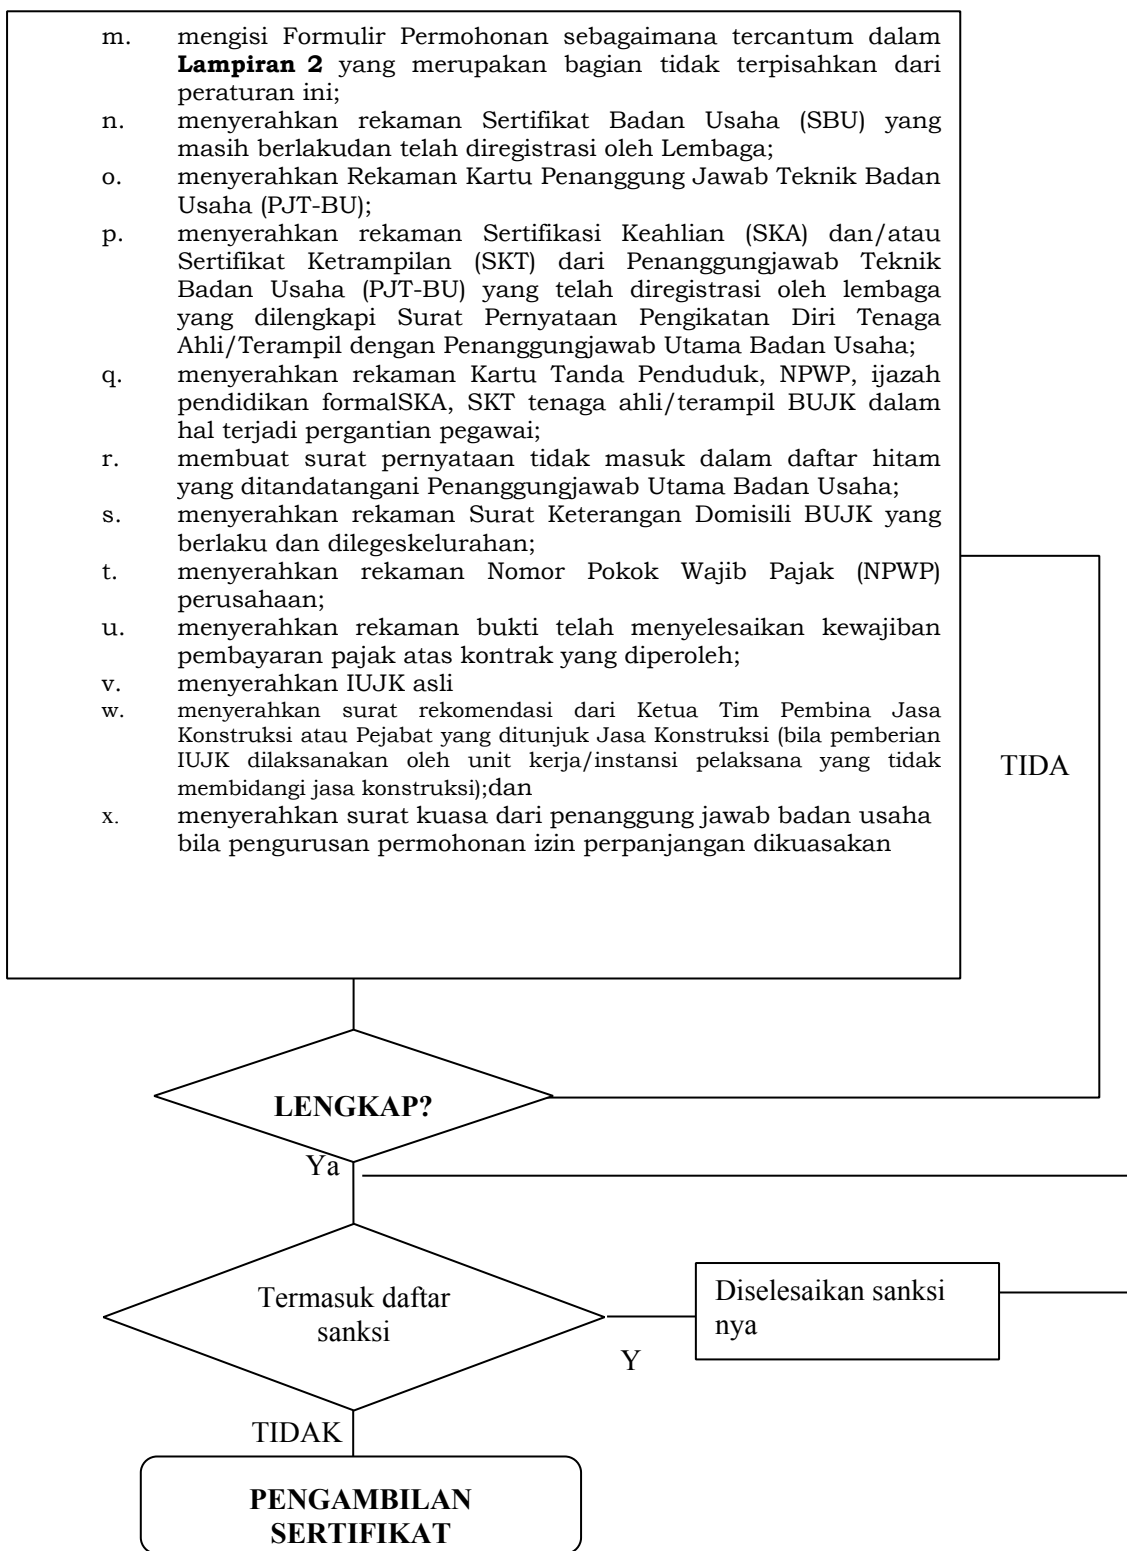 m. mengisi Formulir Permohonan sebagaimana tercantum dalam
Lampiran 2 yang merupakan bagian tidak terpisahkan dari
peraturan ini;
n. menyerahkan rekaman Sertifikat Badan Usaha (SBU) yang
masih berlakudan telah diregistrasi oleh Lembaga;
o. menyerahkan Rekaman Kartu Penanggung Jawab Teknik Badan
Usaha (PJT-BU);
p. menyerahkan rekaman Sertifikasi Keahlian (SKA) dan/atau
Sertifikat Ketrampilan (SKT) dari Penanggungjawab Teknik
Badan Usaha (PJT-BU) yang telah diregistrasi oleh lembaga
yang dilengkapi Surat Pernyataan Pengikatan Diri Tenaga
Ahli/Terampil dengan Penanggungjawab Utama Badan Usaha;
q. menyerahkan rekaman Kartu Tanda Penduduk, NPWP, ijazah
pendidikan formalSKA, SKT tenaga ahli/terampil BUJK dalam
hal terjadi pergantian pegawai;
r. membuat surat pernyataan tidak masuk dalam daftar hitam
yang ditandatangani Penanggungjawab Utama Badan Usaha;
s. menyerahkan rekaman Surat Keterangan Domisili BUJK yang
berlaku dan dilegeskelurahan;
t. menyerahkan rekaman Nomor Pokok Wajib Pajak (NPWP)
perusahaan;
u. menyerahkan rekaman bukti telah menyelesaikan kewajiban
pembayaran pajak atas kontrak yang diperoleh;
v. menyerahkan IUJK asli
w. menyerahkan surat rekomendasi dari Ketua Tim Pembina Jasa
Konstruksi atau Pejabat yang ditunjuk Jasa Konstruksi (bila pemberian
IUJK dilaksanakan oleh unit kerja/instansi pelaksana yang tidak
membidangi jasa konstruksi);dan
x. menyerahkan surat kuasa dari penanggung jawab badan usaha
bila pengurusan permohonan izin perpanjangan dikuasakan
TIDA
LENGKAP?
Ya
Termasuk daftar
sanksi
Y
Diselesaikan sanksi
nya
TIDAK
PENGAMBILAN
SERTIFIKAT